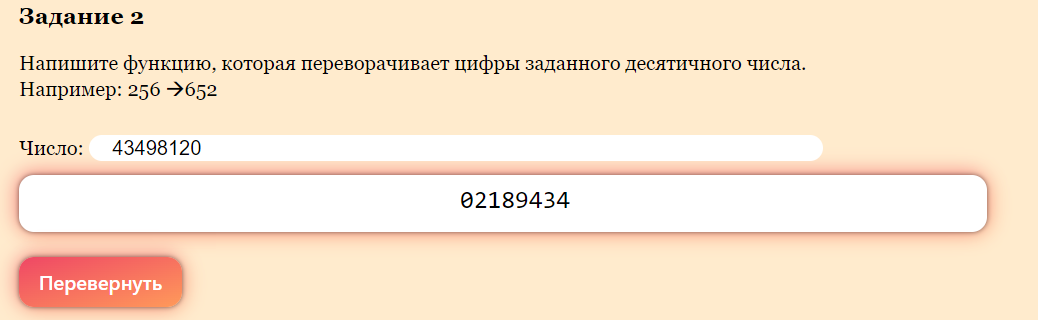 Задание 2
Напишите функцию, которая переворачивает цифры заданного десятичного числа.
Например: 256 →652
Число: 43498120
02189434
Перевернуть